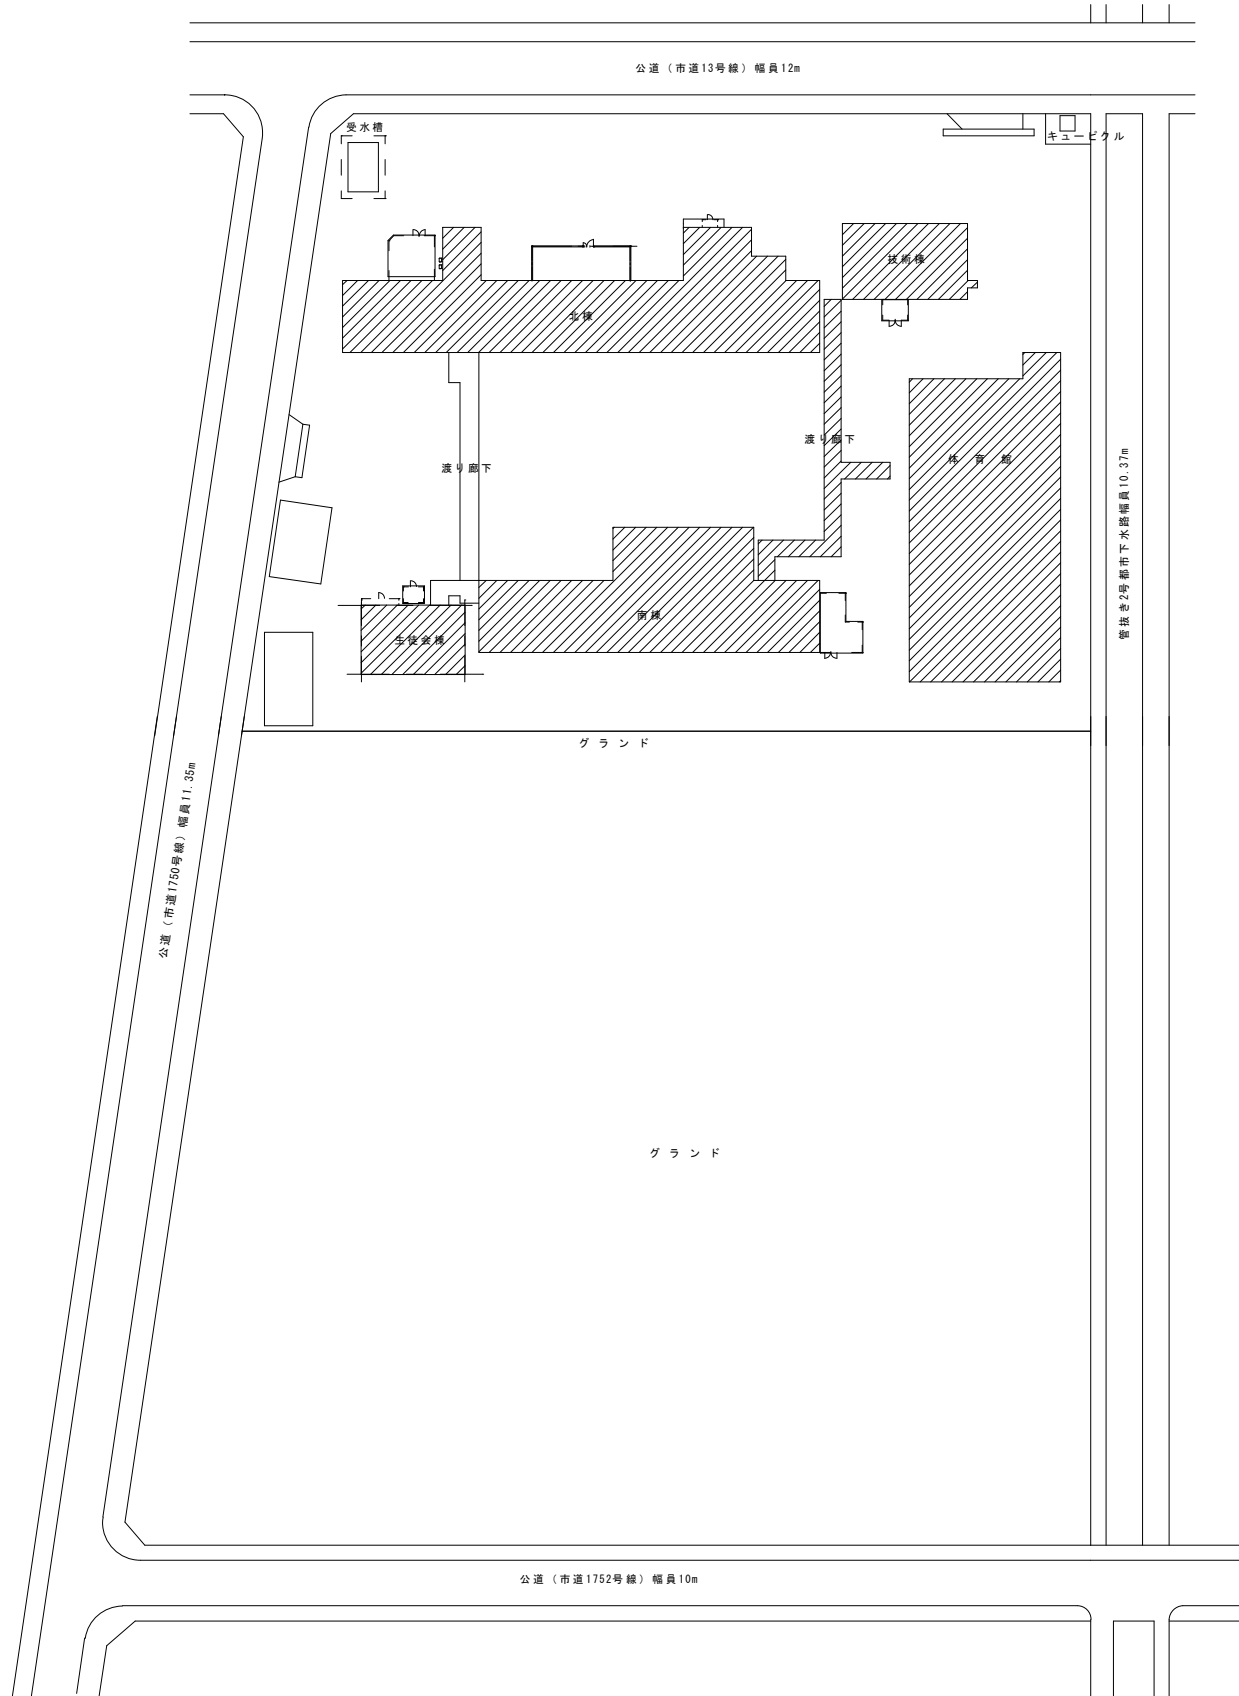 公道（市道13号線）幅員12m
受水槽
キュービクル
技術棟
北棟
渡り廊下
体育館
渡り廊下
管抜き2号都市下水路幅員10.37m
南棟
生徒会棟
グランド
公道（市道1750号線）幅員11.35m
グランド
公道（市道1752号線）幅員10m